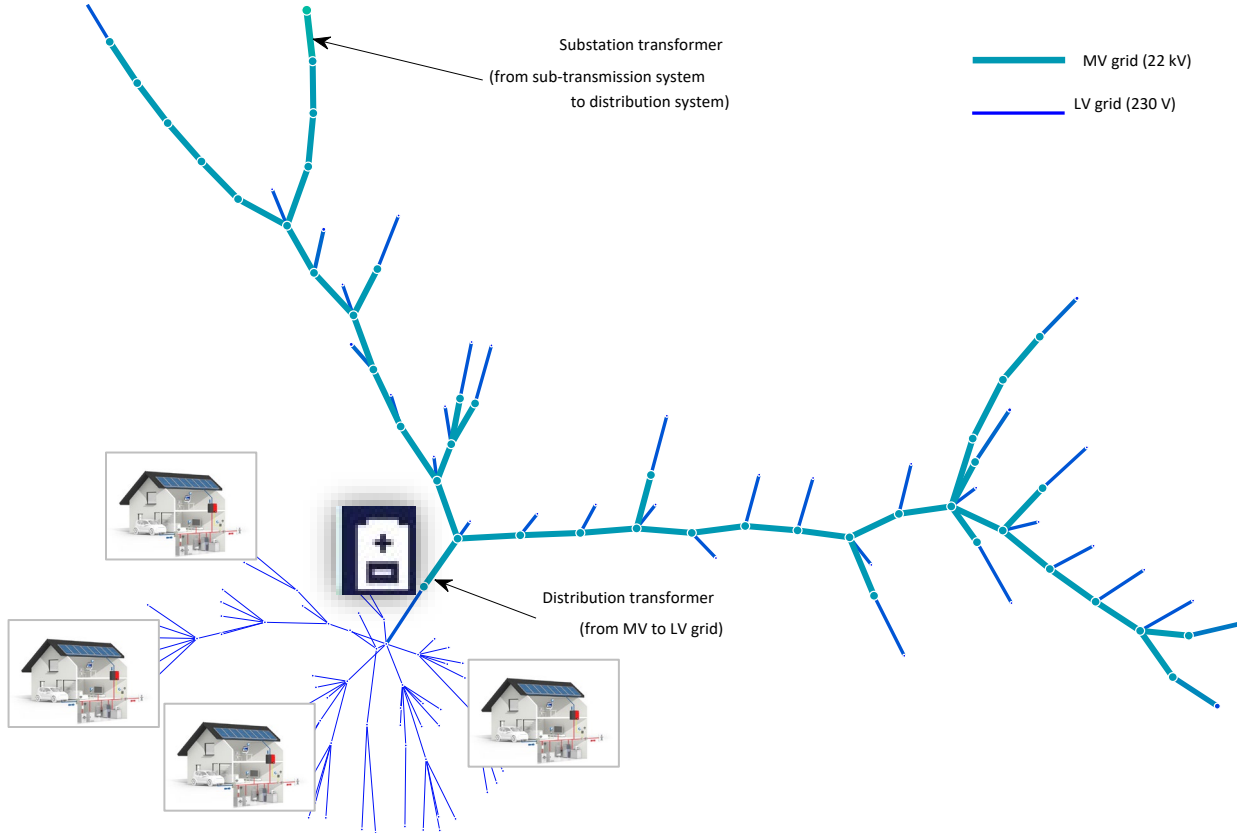 Substation transformer
(from sub-transmission system
to distribution system)
MV grid (22 kV)
LV grid (230 V)
Distribution transformer
(from MV to LV grid)